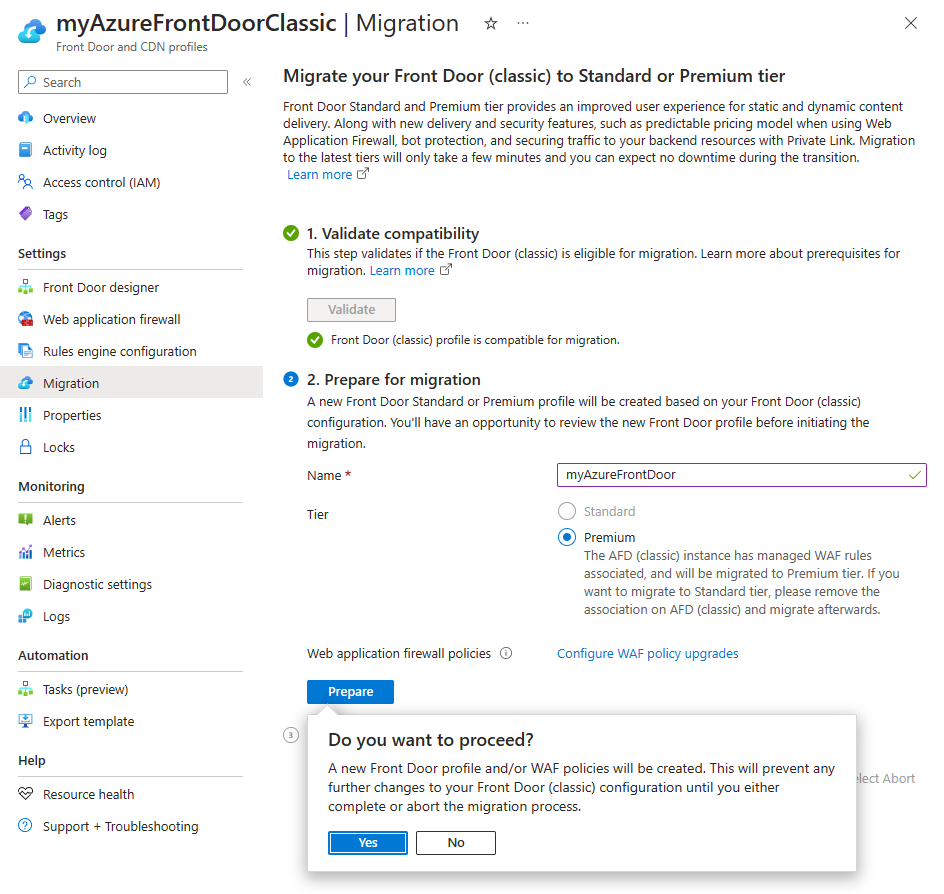 myAzureFrontDoorClassic | Migration
Front Door and CDN profiles
Search
Overview
Activity log
Access control (IAM)
Tags
Settings
Front Door designer
Web application firewall
Rules engine configuration
Migration
Properties
Locks
Monitoring
Alerts
Metrics
Diagnostic settings
Logs
Automation
Tasks (preview)
Export template
Help
Resource health
Support + Troubleshooting
Migrate your Front Door (classic) to Standard or Premium tier
Front Door Standard and Premium tier provides an improved user experience for static and dynamic content
delivery. Along with new delivery and security features, such as predictable pricing model when using Web
Application Firewall, bot protection, and securing traffic to your backend resources with Private Link. Migration
to the latest tiers will only take a few minutes and you can expect no downtime during the transition.
Learn more
1. Validate compatibility
This step validates if the Front Door (classic) is eligible for migration. Learn more about prerequisites for
migration. Learn more
Validate
Front Door (classic) profile is compatible for migration.
2 2. Prepare for migration
A new Front Door Standard or Premium profile will be created based on your Front Door (classic)
configuration. You'll have an opportunity to review the new Front Door profile before initiating the
migration.
Name * myAzureFrontDoor
Tier Standard
Premium
The AFD (classic) instance has managed WAF rules
associated, and will be migrated to Premium tier. If you
want to migrate to Standard tier, please remove the
association on AFD (classic) and migrate afterwards.
Web application firewall policies Configure WAF policy upgrades
Prepare
3
Do you want to proceed?
A new Front Door profile and/or WAF policies will be created. This will prevent any
further changes to your Front Door (classic) configuration until you either
complete or abort the migration process.
elect Abort
Yes No